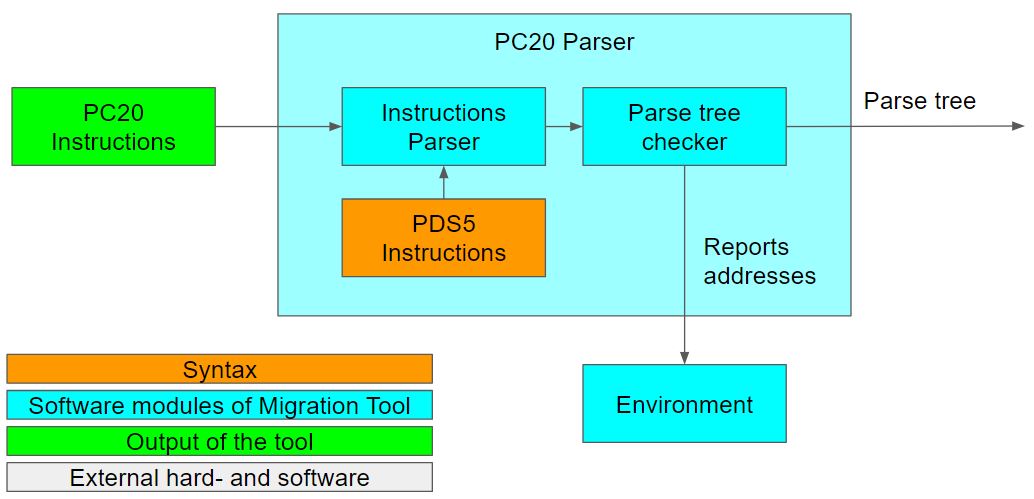 PC20 Parser
PC20
Instructions
Instructions
Parser
Parse tree
checker
Parse tree
PDS5
Instructions
Reports
addresses
Environment
Syntax
Software modules of Migration Tool
Output of the tool
External hard- and software